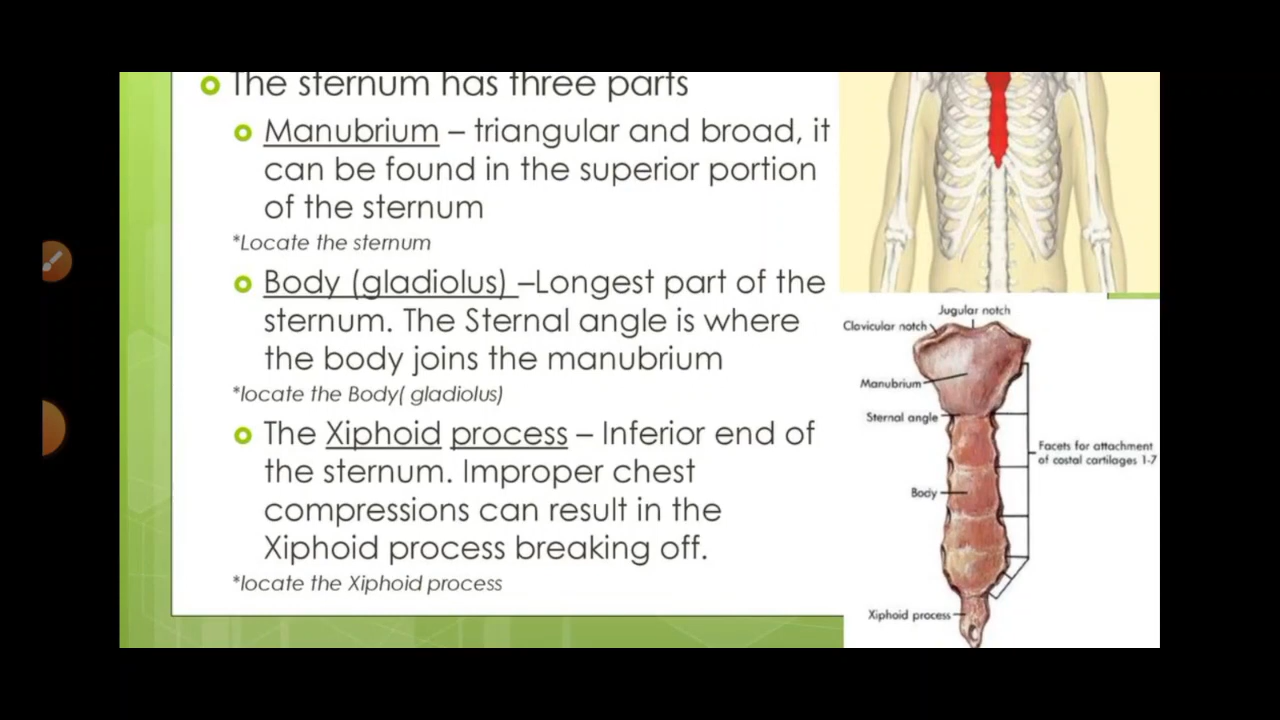 The sternum has three parts
Manubrium – triangular and broad, it
can be found in the superior portion
of the sternum
*Locate the sternum
Body (gladiolus) –Longest part of the
sternum. The Sternal angle is where
the body joins the manubrium
*locate the Body( gladiolus)
The Xiphoid process – Inferior end of
the sternum. Improper chest
compressions can result in the
Xiphoid process breaking off.
*locate the Xiphoid process
Jugular notch
Clavicular notch
Manubrium
Sternal angle
Facets for attachment
of costal cartilages 1-7
Body
Xiphoid process